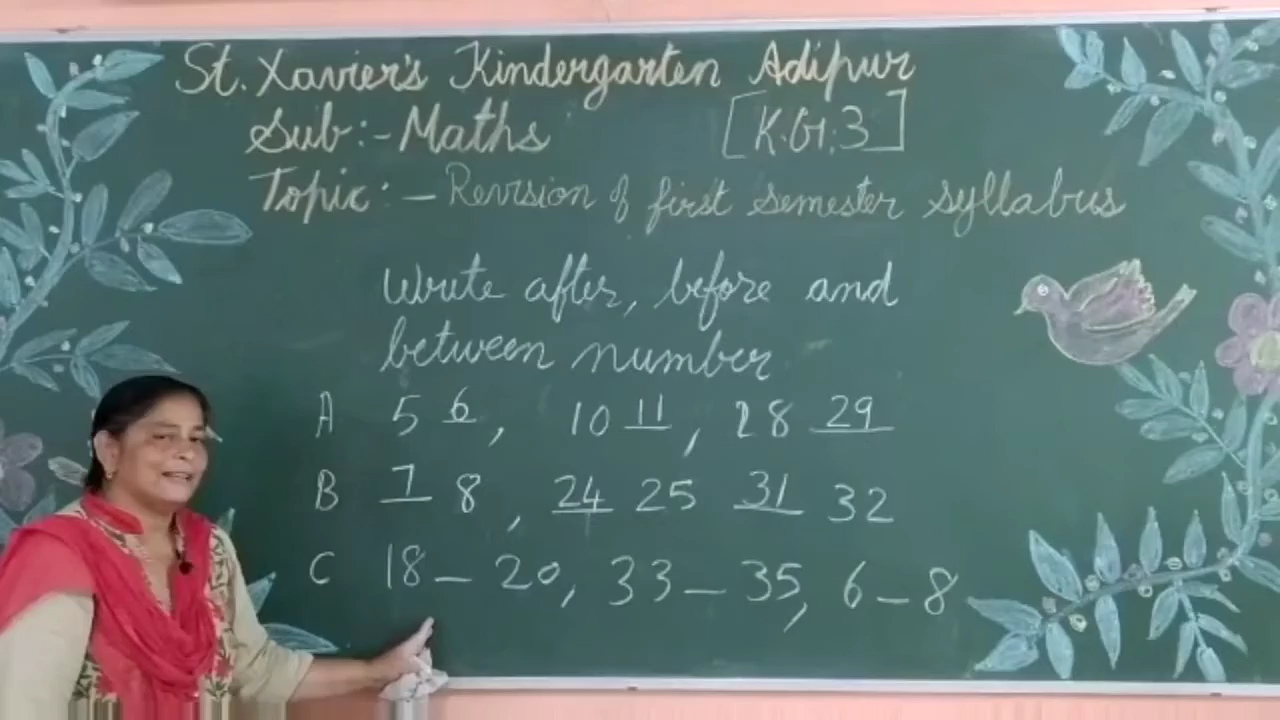 St. Xavier's Kindergarten Adipur
Sub:- Maths [K.G.3]
Topic:- Revision of first semester syllabus
Write after, before and
between number
A 5 6, 10 11, 28 29
B 7 8, 24 25 31 32
C 18 _ 20, 33 _ 35, 6 _ 8